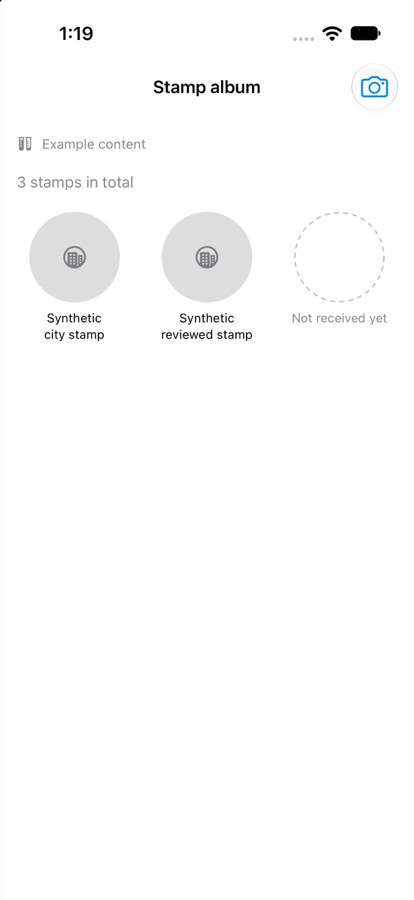 1:19
Stamp album
Example content
3 stamps in total
Synthetic
city stamp
Synthetic
reviewed stamp
Not received yet